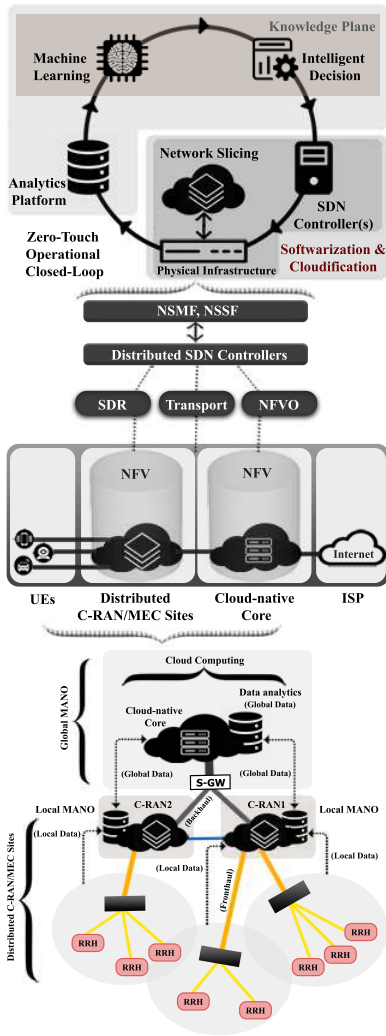 Knowledge Plane
Machine
Learning
Intelligent
Decision
Network Slicing
Analytics
Platform
SDN
Controller(s)
Zero-Touch
Operational
Closed-Loop
Physical Infrastructure
Softwarization &
Cloudification
NSMF, NSSF
Distributed SDN Controllers
SDR
Transport
NFVO
NFV
NFV
Internet
UEs
Distributed
C-RAN/MEC Sites
Cloud-native
Core
ISP
Cloud Computing
Global MANO
Data analytics
(Global Data)
Cloud-native
Core
(Global Data)
(Global Data)
S-GW
Local MANO
C-RAN2
(Backhaul)
C-RAN1
Local MANO
(Local Data)
(Local Data)
(Local Data)
Distributed C-RAN/MEC Sites
(Fronthaul)
RRH
RRH
RRH
RRH
RRH
RRH
RRH
RRH